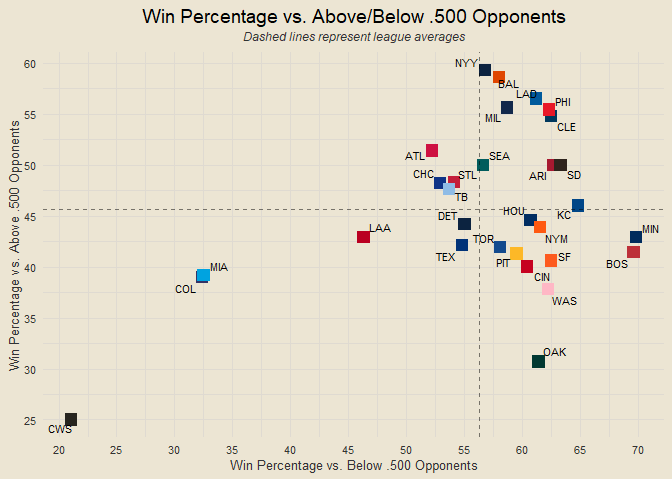 Win Percentage vs. Above/Below .500 Opponents
Dashed lines represent league averages
Win Percentage vs. Above .500 Opponents
60
55
50
45
40
35
30
25
NYY
BAL
LAD
PHI
MIL
CLE
ATL
SEA
CHC
STL
ARI
SD
TB
DET
HOU
KC
LAA
MIN
TEX
TOR
NYM
PIT
SF
BOS
MIA
CIN
COL
WAS
OAK
CWS
20 25 30 35 40 45 50 55 60 65 70
Win Percentage vs. Below .500 Opponents